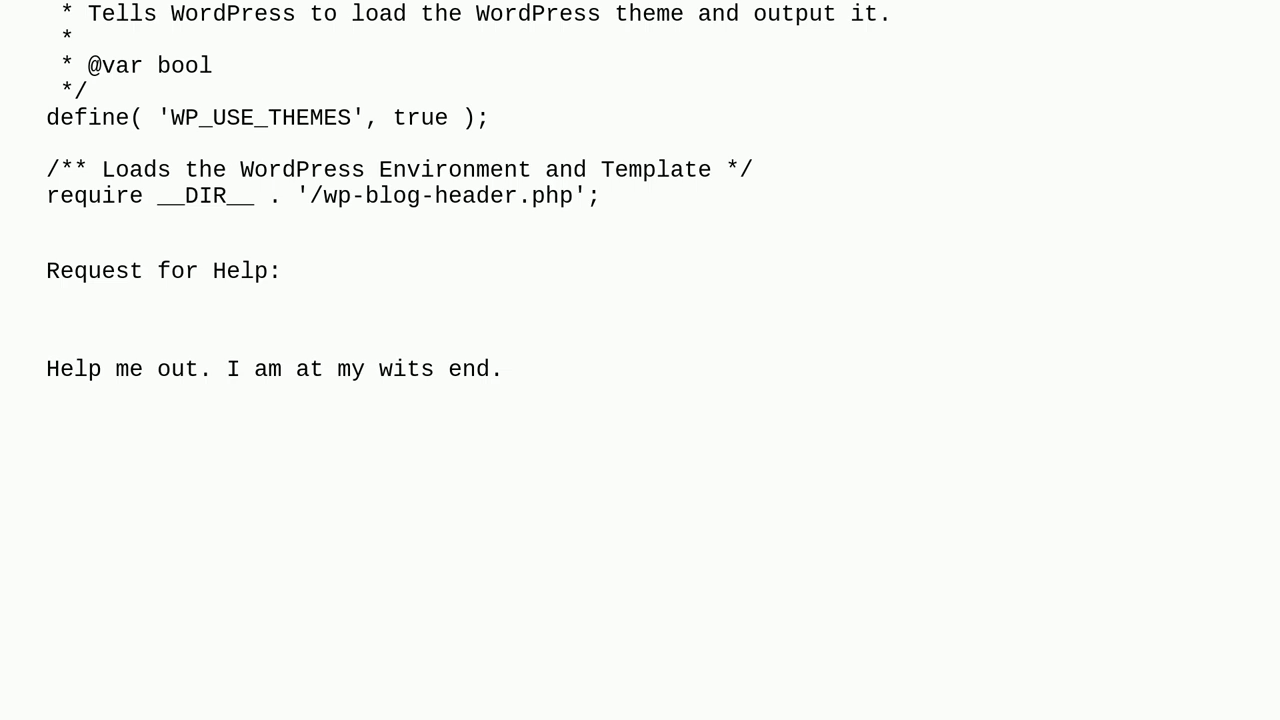 * Tells WordPress to load the WordPress theme and output it.
*
* @var bool
*/
define( 'WP_USE_THEMES', true );
/** Loads the WordPress Environment and Template */
require __DIR__ . '/wp-blog-header.php';
Request for Help:
Help me out. I am at my wits end.